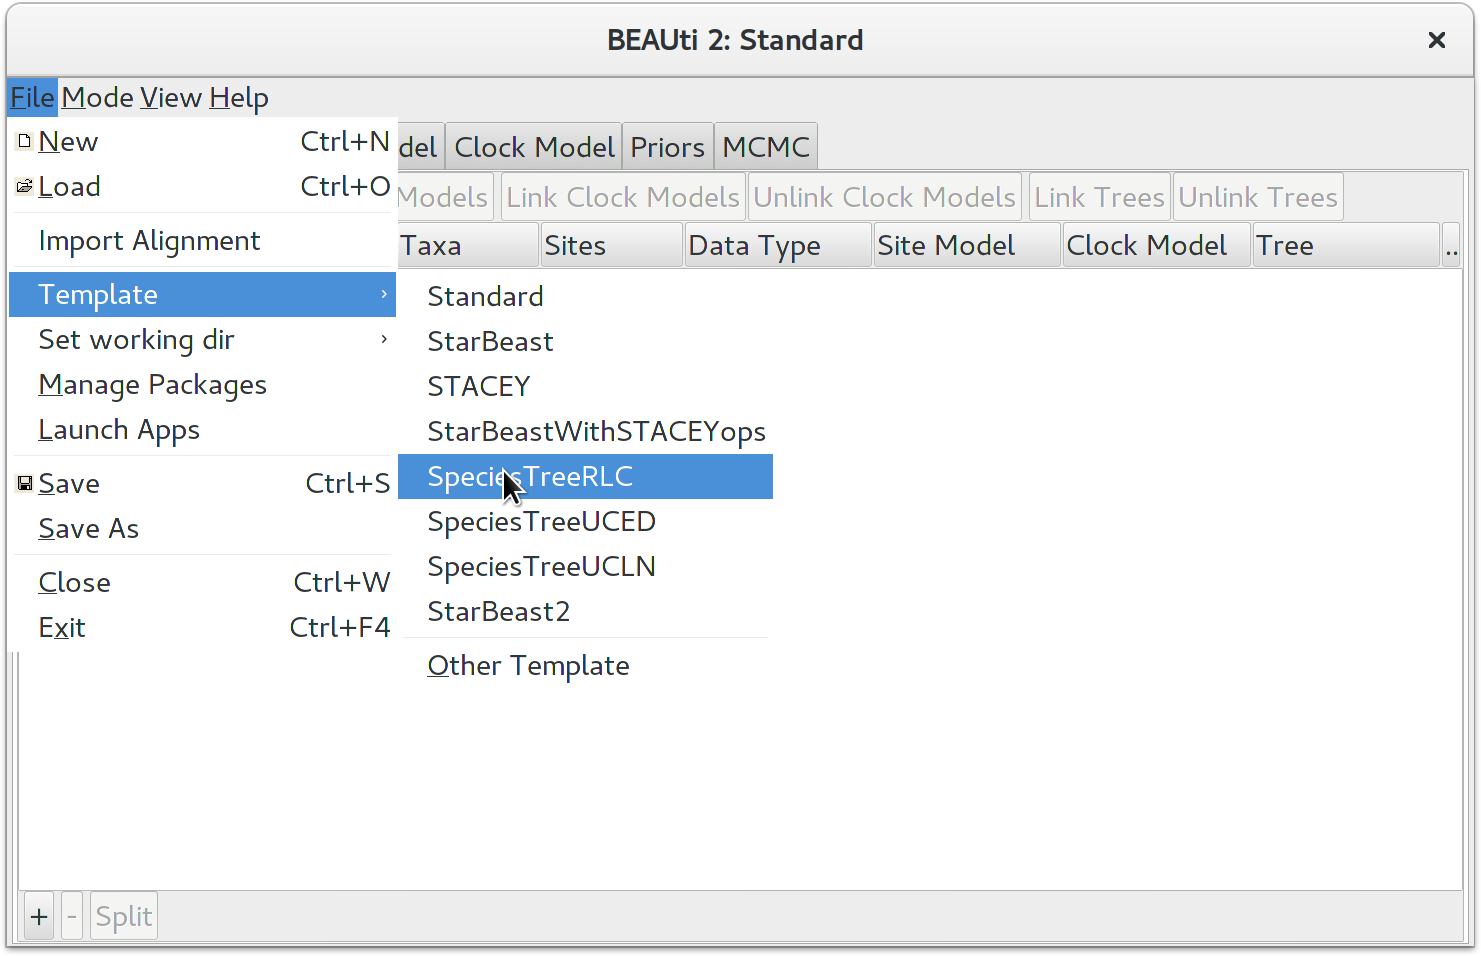 BEAUti 2: Standard
File Mode View Help
del Clock Model Priors MCMC
Models Link Clock Models Unlink Clock Models Link Trees Unlink Trees
Taxa Sites Data Type Site Model Clock Model Tree ..
New Ctrl+N
Load Ctrl+O
Import Alignment
Template
Set working dir
Manage Packages
Launch Apps
Save Ctrl+S
Save As
Close Ctrl+W
Exit Ctrl+F4
Standard
StarBeast
STACEY
StarBeastWithSTACEYops
SpeciesTreeRLC
SpeciesTreeUCED
SpeciesTreeUCLN
StarBeast2
Other Template
+ - Split